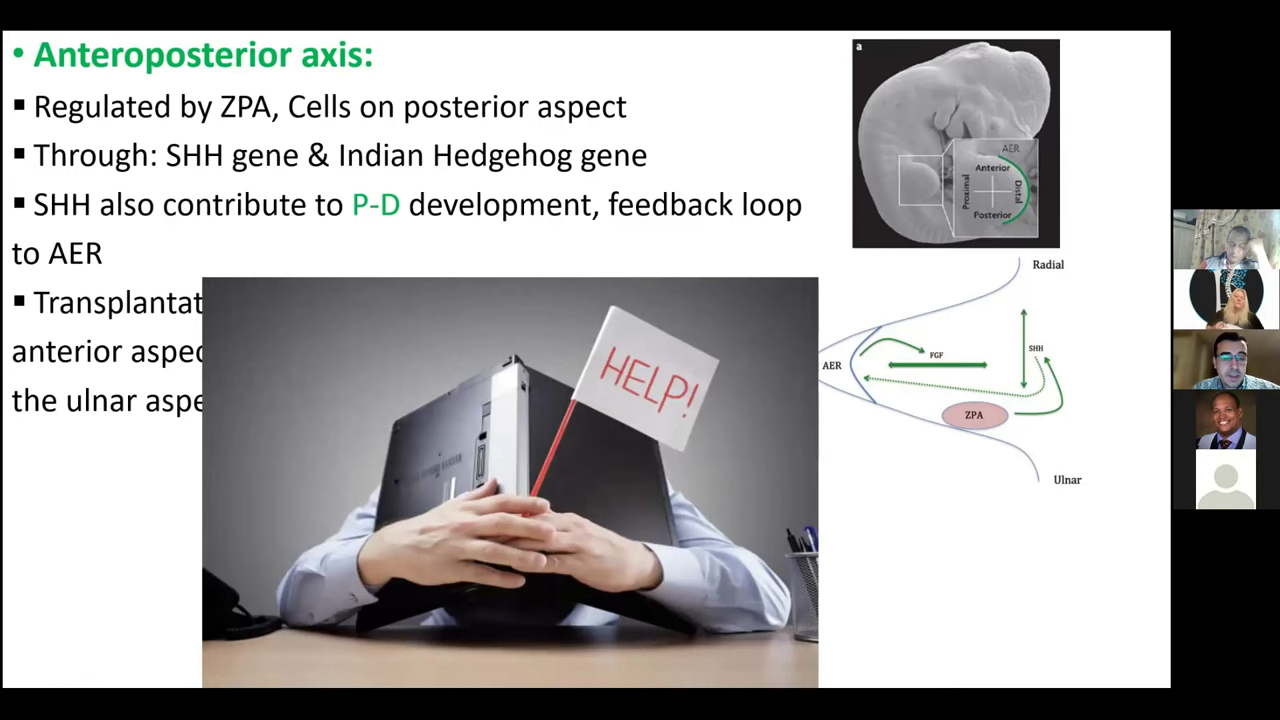 • Anteroposterior axis:
▪ Regulated by ZPA, Cells on posterior aspect
▪ Through: SHH gene & Indian Hedgehog gene
▪ SHH also contribute to P-D development, feedback loop
to AER
▪ Transplantat
anterior aspec
the ulnar aspe
HELP!
a
AER
Anterior
Proximal
Distal
Posterior
Radial
SHH
FGF
AER
ZPA
Ulnar